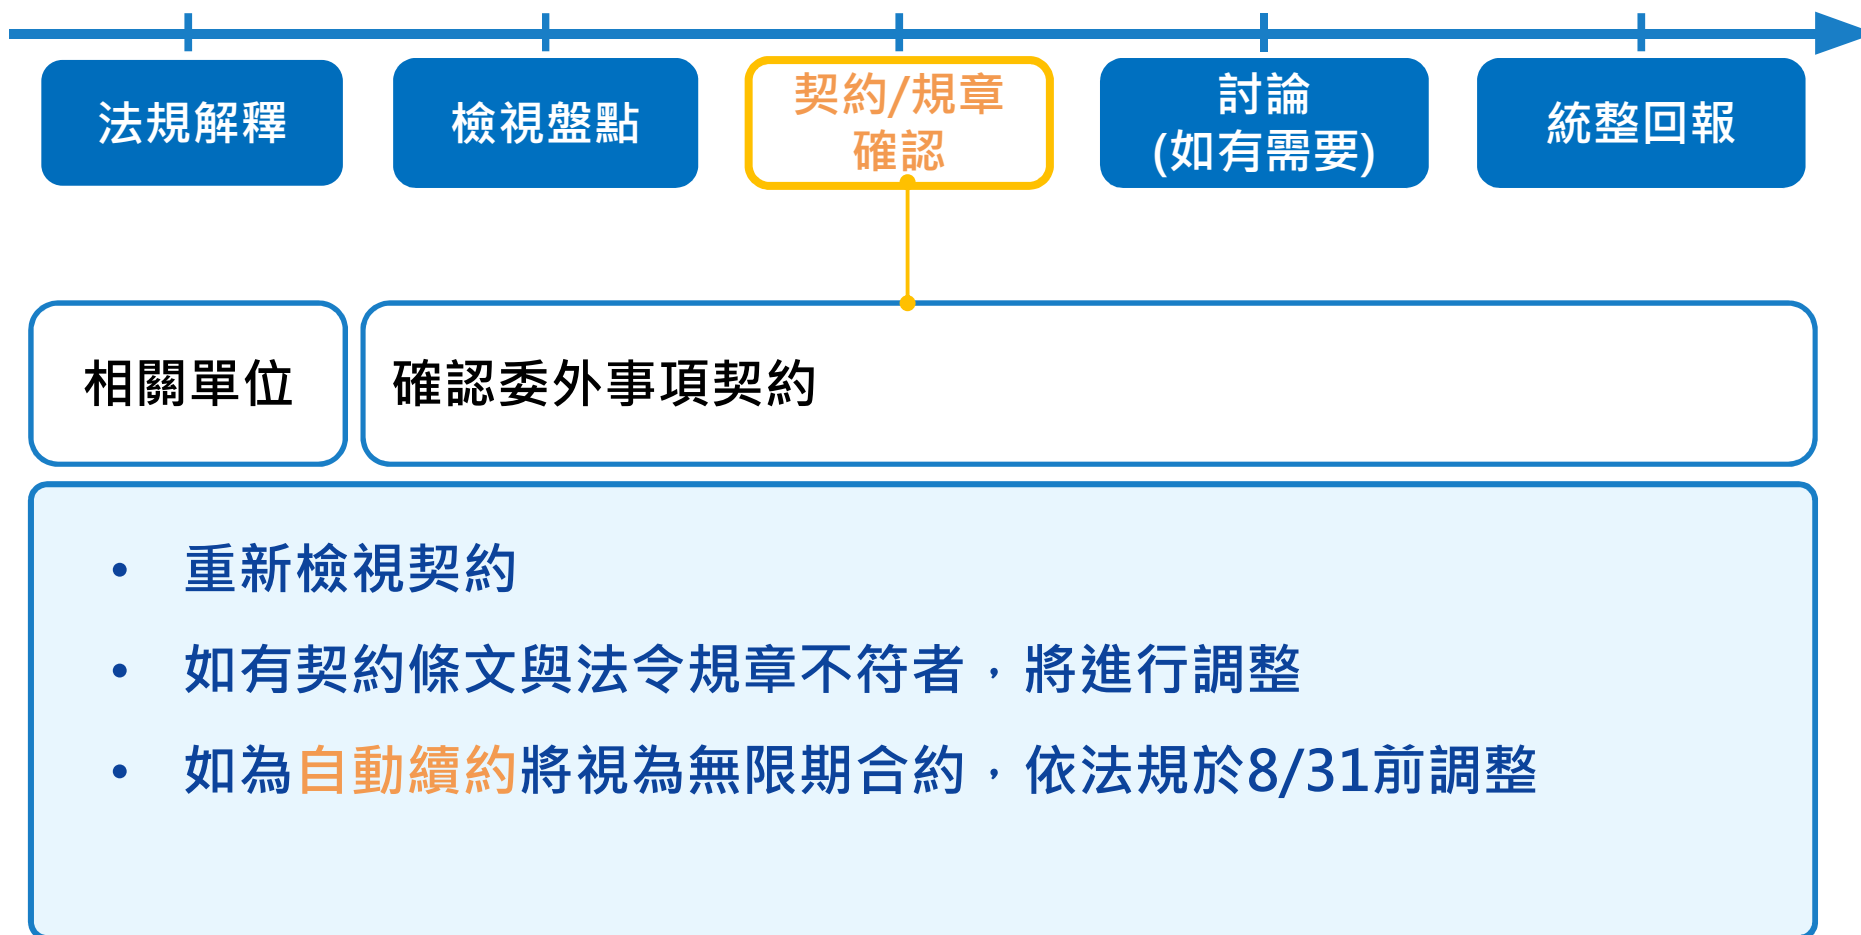 法規解釋
檢視盤點
契約/規章
確認
討論
(如有需要)
統整回報
相關單位
確認委外事項契約
• 重新檢視契約
• 如有契約條文與法令規章不符者，將進行調整
• 如為自動續約將視為無限期合約，依法規於8/31前調整